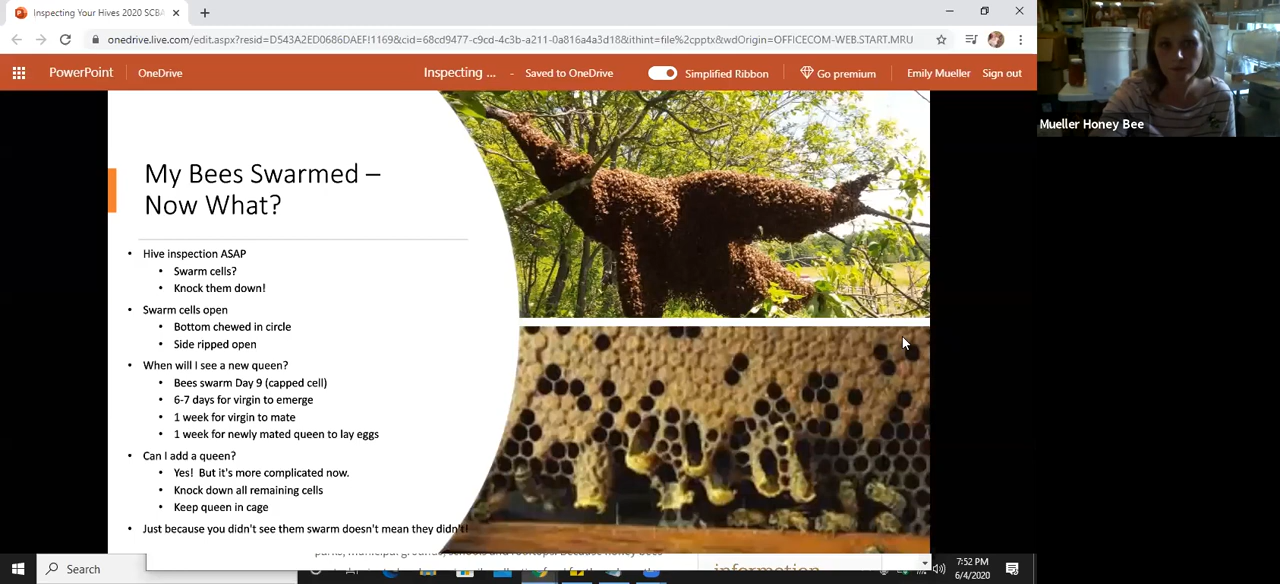 Inspecting Your Hives 2020 SCBA
onedrive.live.com/edit.aspx?resid=D543A2ED0686DAEF!1169&cid=68cd9477-c9cd-4c3b-a211-0a816a4a3d18&ithint=file%2cpptx&wdOrigin=OFFICECOM-WEB.START.MRU
PowerPoint OneDrive Inspecting ... - Saved to OneDrive Simplified Ribbon Go premium Emily Mueller Sign out
Mueller Honey Bee
My Bees Swarmed –
Now What?
• Hive inspection ASAP
• Swarm cells?
• Knock them down!
• Swarm cells open
• Bottom chewed in circle
• Side ripped open
• When will I see a new queen?
• Bees swarm Day 9 (capped cell)
• 6-7 days for virgin to emerge
• 1 week for virgin to mate
• 1 week for newly mated queen to lay eggs
• Can I add a queen?
• Yes! But it's more complicated now.
• Knock down all remaining cells
• Keep queen in cage
• Just because you didn't see them swarm doesn't mean they didn't!
information
Search
7:52 PM
6/4/2020